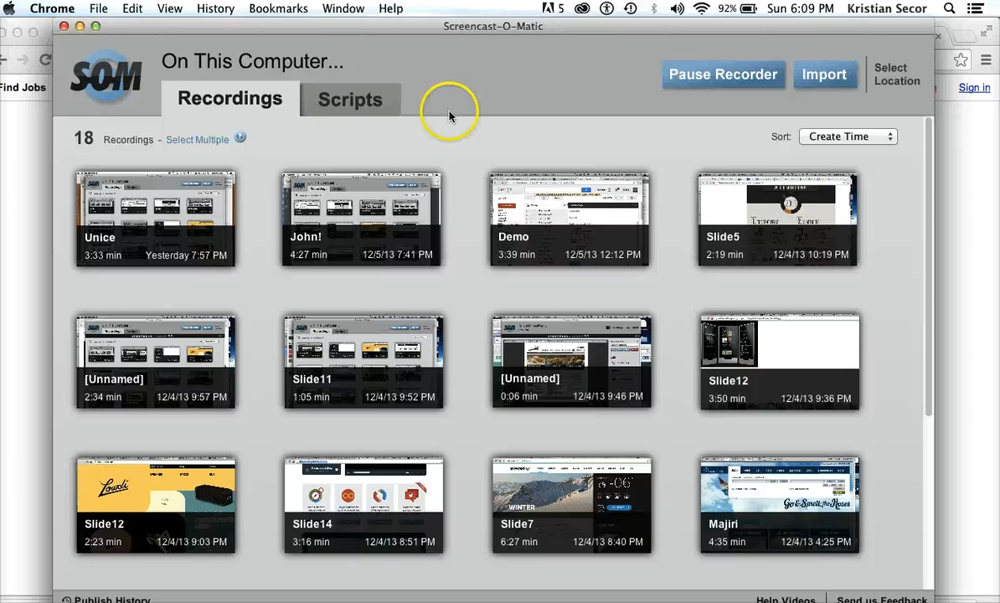 Chrome File Edit View History Bookmarks Window Help 5 92% Sun 6:09 PM Kristian Secor
Screencast-O-Matic
SOM On This Computer...
Pause Recorder Import Select Location
Find Jobs Sign in
Recordings Scripts
18 Recordings - Select Multiple ? Sort: Create Time
Unice
3:33 min Yesterday 7:57 PM
John!
4:27 min 12/5/13 7:41 PM
Demo
3:39 min 12/5/13 12:12 PM
Slide5
2:19 min 12/4/13 10:19 PM
[Unnamed]
2:34 min 12/4/13 9:57 PM
Slide11
1:05 min 12/4/13 9:52 PM
[Unnamed]
0:06 min 12/4/13 9:46 PM
Slide12
3:50 min 12/4/13 9:36 PM
Lowdi
Slide12
2:23 min 12/4/13 9:03 PM
Slide14
3:16 min 12/4/13 8:51 PM
WINTER -06
Slide7
6:27 min 12/4/13 8:40 PM
Go & Smell the Roses
Majiri
4:35 min 12/4/13 4:25 PM
Publish History Help Videos Send us Feedback